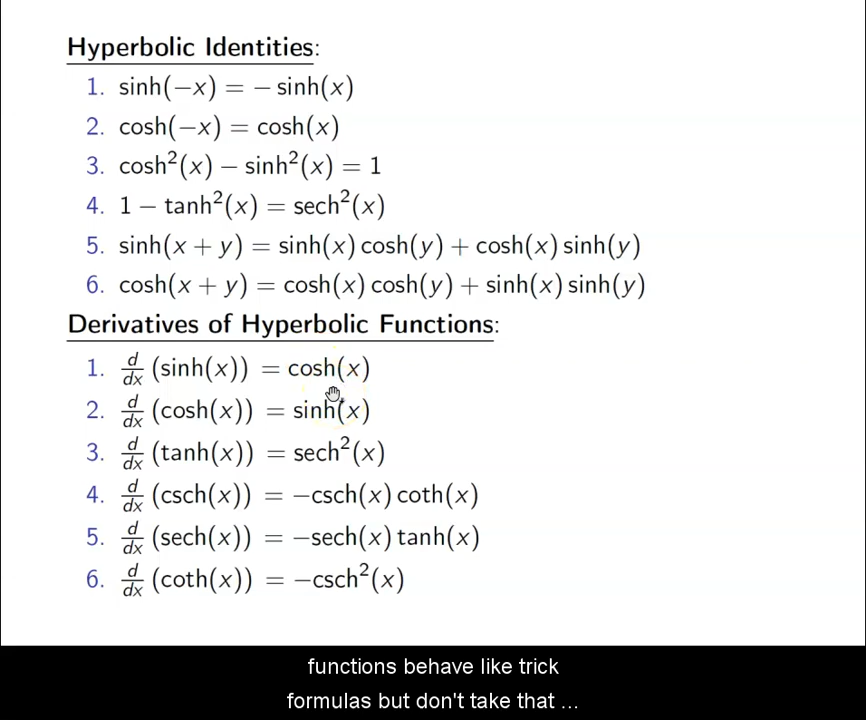 Hyperbolic Identities:
1. sinh(−x) = − sinh(x)
2. cosh(−x) = cosh(x)
3. cosh²(x) − sinh²(x) = 1
4. 1 − tanh²(x) = sech²(x)
5. sinh(x + y) = sinh(x) cosh(y) + cosh(x) sinh(y)
6. cosh(x + y) = cosh(x) cosh(y) + sinh(x) sinh(y)
Derivatives of Hyperbolic Functions:
1. d/dx (sinh(x)) = cosh(x)
2. d/dx (cosh(x)) = sinh(x)
3. d/dx (tanh(x)) = sech²(x)
4. d/dx (csch(x)) = −csch(x) coth(x)
5. d/dx (sech(x)) = −sech(x) tanh(x)
6. d/dx (coth(x)) = −csch²(x)
functions behave like trick
formulas but don't take that ...